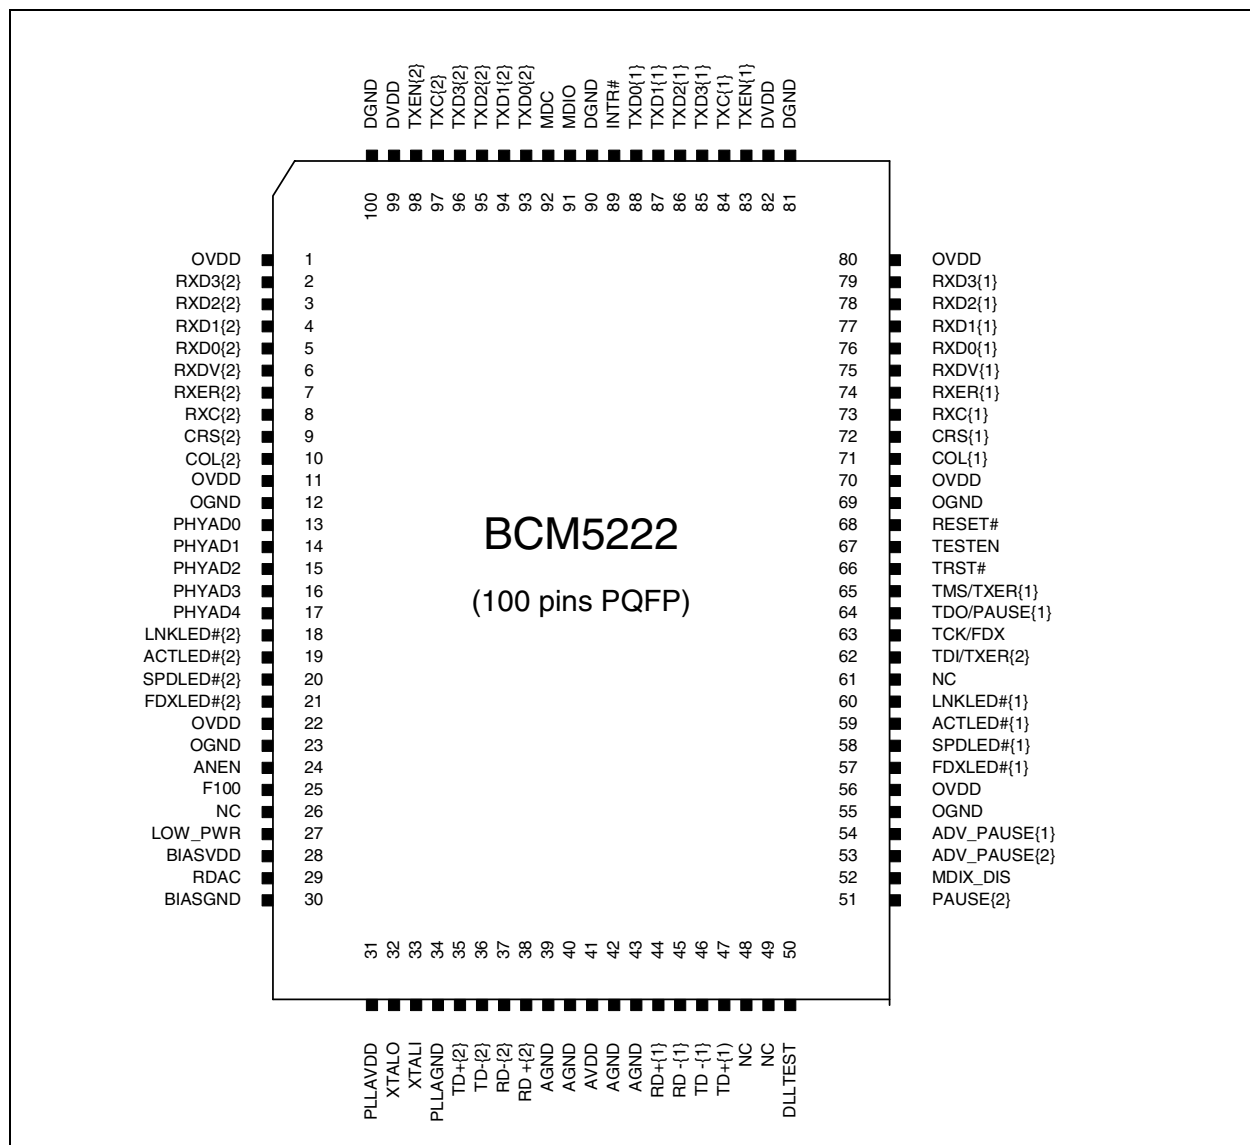 DGND DVDD TXEN{2} TXC{2} TXD3{2} TXD2{2} TXD1{2} TXD0{2} MDC MDIO DGND INTR# TXD0{1} TXD1{1} TXD2{1} TXD3{1} TXC{1} TXEN{1} DVDD DGND
100 99 98 97 96 95 94 93 92 91 90 89 88 87 86 85 84 83 82 81
OVDD 1 80 OVDD
RXD3{2} 2 79 RXD3{1}
RXD2{2} 3 78 RXD2{1}
RXD1{2} 4 77 RXD1{1}
RXD0{2} 5 76 RXD0{1}
RXDV{2} 6 75 RXDV{1}
RXER{2} 7 74 RXER{1}
RXC{2} 8 73 RXC{1}
CRS{2} 9 72 CRS{1}
COL{2} 10 71 COL{1}
OVDD 11 70 OVDD
OGND 12 69 OGND
PHYAD0 13 68 RESET#
PHYAD1 14 67 TESTEN
PHYAD2 15 66 TRST#
PHYAD3 16 65 TMS/TXER{1}
PHYAD4 17 64 TDO/PAUSE{1}
LNKLED#{2} 18 63 TCK/FDX
ACTLED#{2} 19 62 TDI/TXER{2}
SPDLED#{2} 20 61 NC
FDXLED#{2} 21 60 LNKLED#{1}
OVDD 22 59 ACTLED#{1}
OGND 23 58 SPDLED#{1}
ANEN 24 57 FDXLED#{1}
F100 25 56 OVDD
NC 26 55 OGND
LOW_PWR 27 54 ADV_PAUSE{1}
BIASVDD 28 53 ADV_PAUSE{2}
RDAC 29 52 MDIX_DIS
BIASGND 30 51 PAUSE{2}
BCM5222
(100 pins PQFP)
31 32 33 34 35 36 37 38 39 40 41 42 43 44 45 46 47 48 49 50
PLLAVDD XTALO XTALI PLLAGND TD+{2} TD-{2} RD-{2} RD +{2} AGND AGND AVDD AGND AGND RD+{1} RD -{1} TD -{1} TD+{1) NC NC DLLTEST